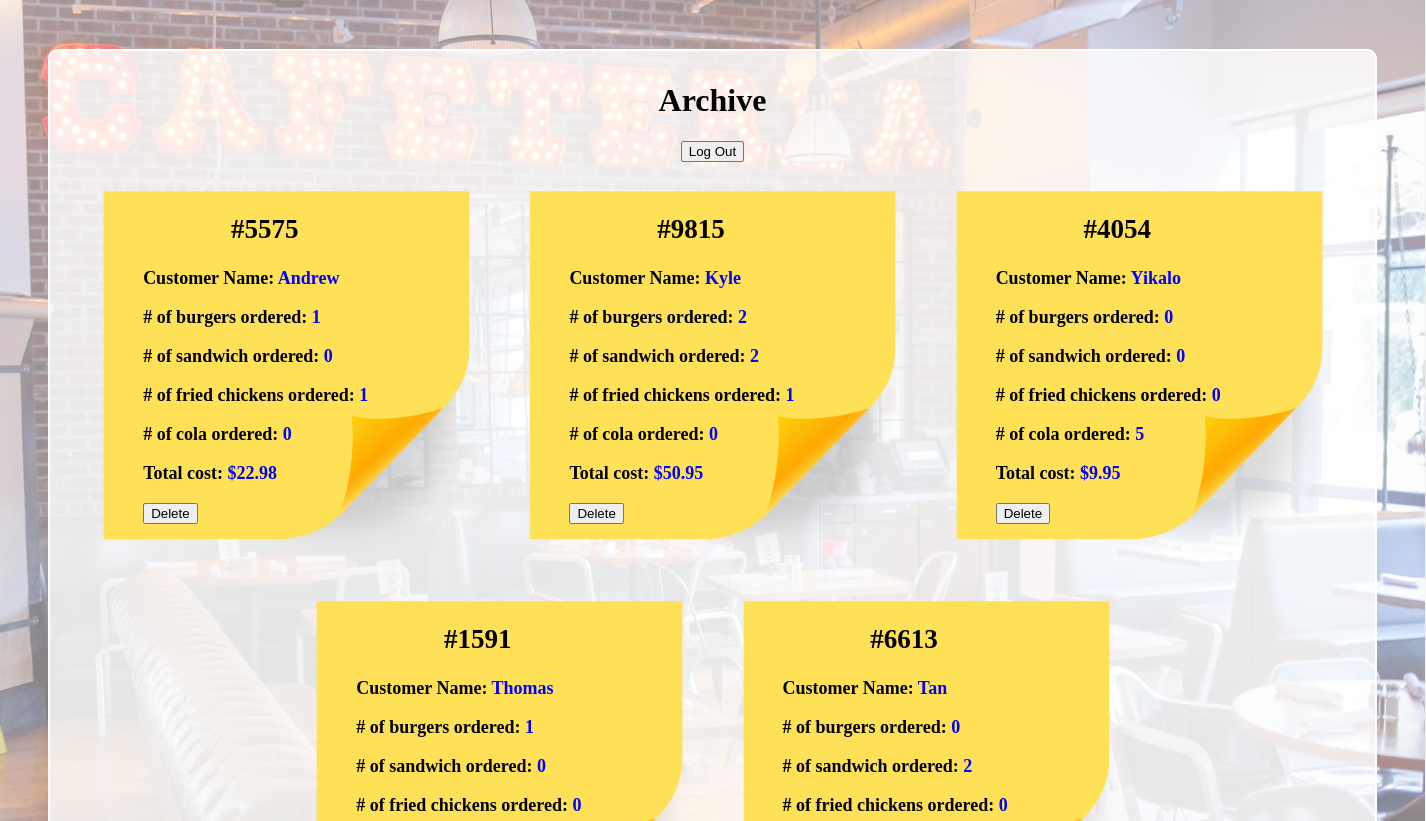 CAFETERIA
Archive
Log Out
#5575
Customer Name: Andrew
# of burgers ordered: 1
# of sandwich ordered: 0
# of fried chickens ordered: 1
# of cola ordered: 0
Total cost: $22.98
Delete
#9815
Customer Name: Kyle
# of burgers ordered: 2
# of sandwich ordered: 2
# of fried chickens ordered: 1
# of cola ordered: 0
Total cost: $50.95
Delete
#4054
Customer Name: Yikalo
# of burgers ordered: 0
# of sandwich ordered: 0
# of fried chickens ordered: 0
# of cola ordered: 5
Total cost: $9.95
Delete
#1591
Customer Name: Thomas
# of burgers ordered: 1
# of sandwich ordered: 0
# of fried chickens ordered: 0
#6613
Customer Name: Tan
# of burgers ordered: 0
# of sandwich ordered: 2
# of fried chickens ordered: 0